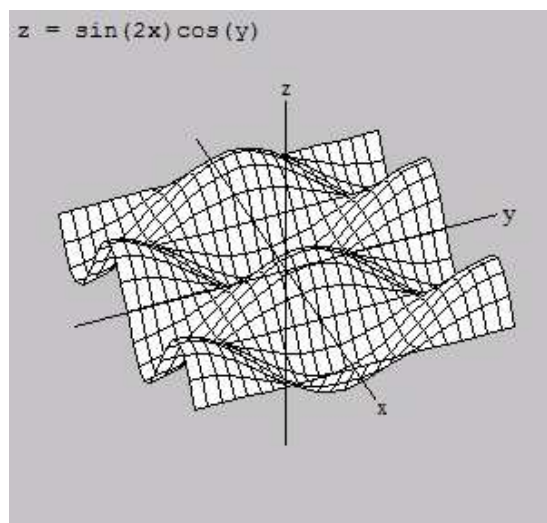 z = sin(2x)cos(y)
z
y
x